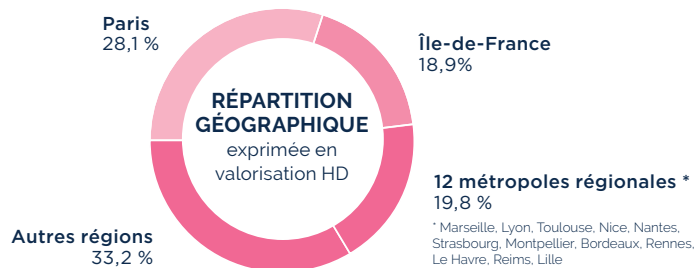 Paris
28,1 %
Île-de-France
18,9%
RÉPARTITION
GÉOGRAPHIQUE
exprimée en
valorisation HD
12 métropoles régionales *
19,8 %
* Marseille, Lyon, Toulouse, Nice, Nantes,
Strasbourg, Montpellier, Bordeaux, Rennes,
Le Havre, Reims, Lille
Autres régions
33,2 %